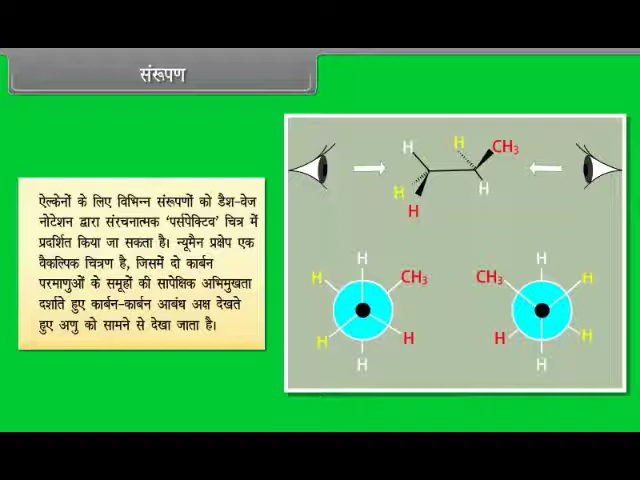 संरूपण
ऐल्केनों के लिए विभिन्न संरूपणों को डैश-वेज
नोटेशन द्वारा संरचनात्मक 'पर्सपेक्टिव' चित्र में
प्रदर्शित किया जा सकता है। न्यूमैन प्रक्षेप एक
वैकल्पिक चित्रण है, जिसमें दो कार्बन
परमाणुओं के समूहों की सापेक्षिक अभिमुखता
दर्शाते हुए कार्बन-कार्बन आबंध अक्ष देखते
हुए अणु को सामने से देखा जाता है।
H H CH₃
H H
H
H H
H CH₃ CH₃ H
H H H H
H H